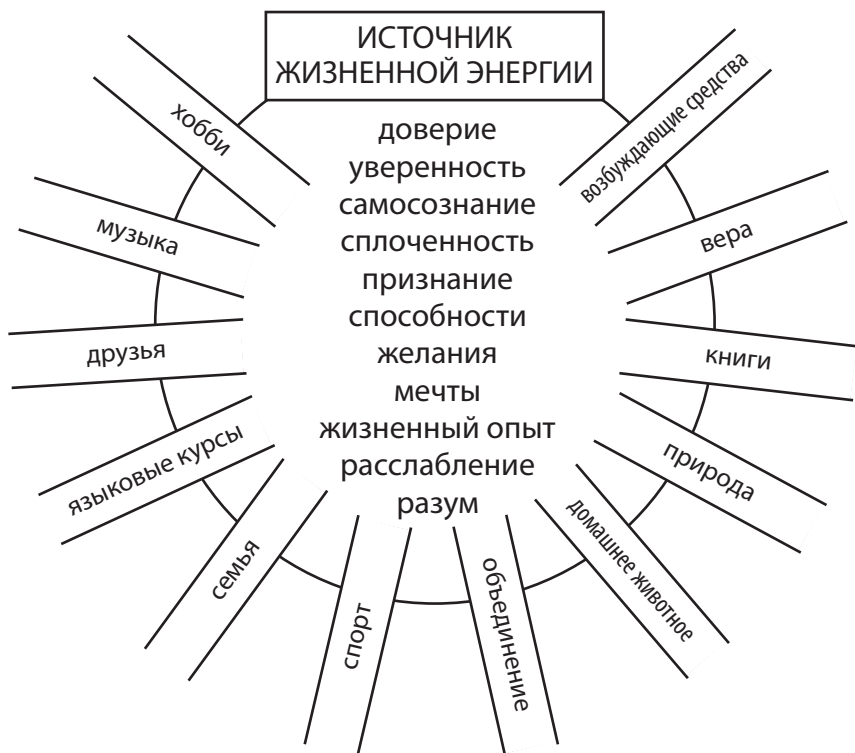 ИСТОЧНИК
ЖИЗНЕННОЙ ЭНЕРГИИ
доверие
уверенность
самосознание
сплоченность
признание
способности
желания
мечты
жизненный опыт
расслабление
разум
хобби
музыка
друзья
языковые курсы
семья
спорт
объединение
домашнее животное
природа
книги
вера
возбуждающие средства